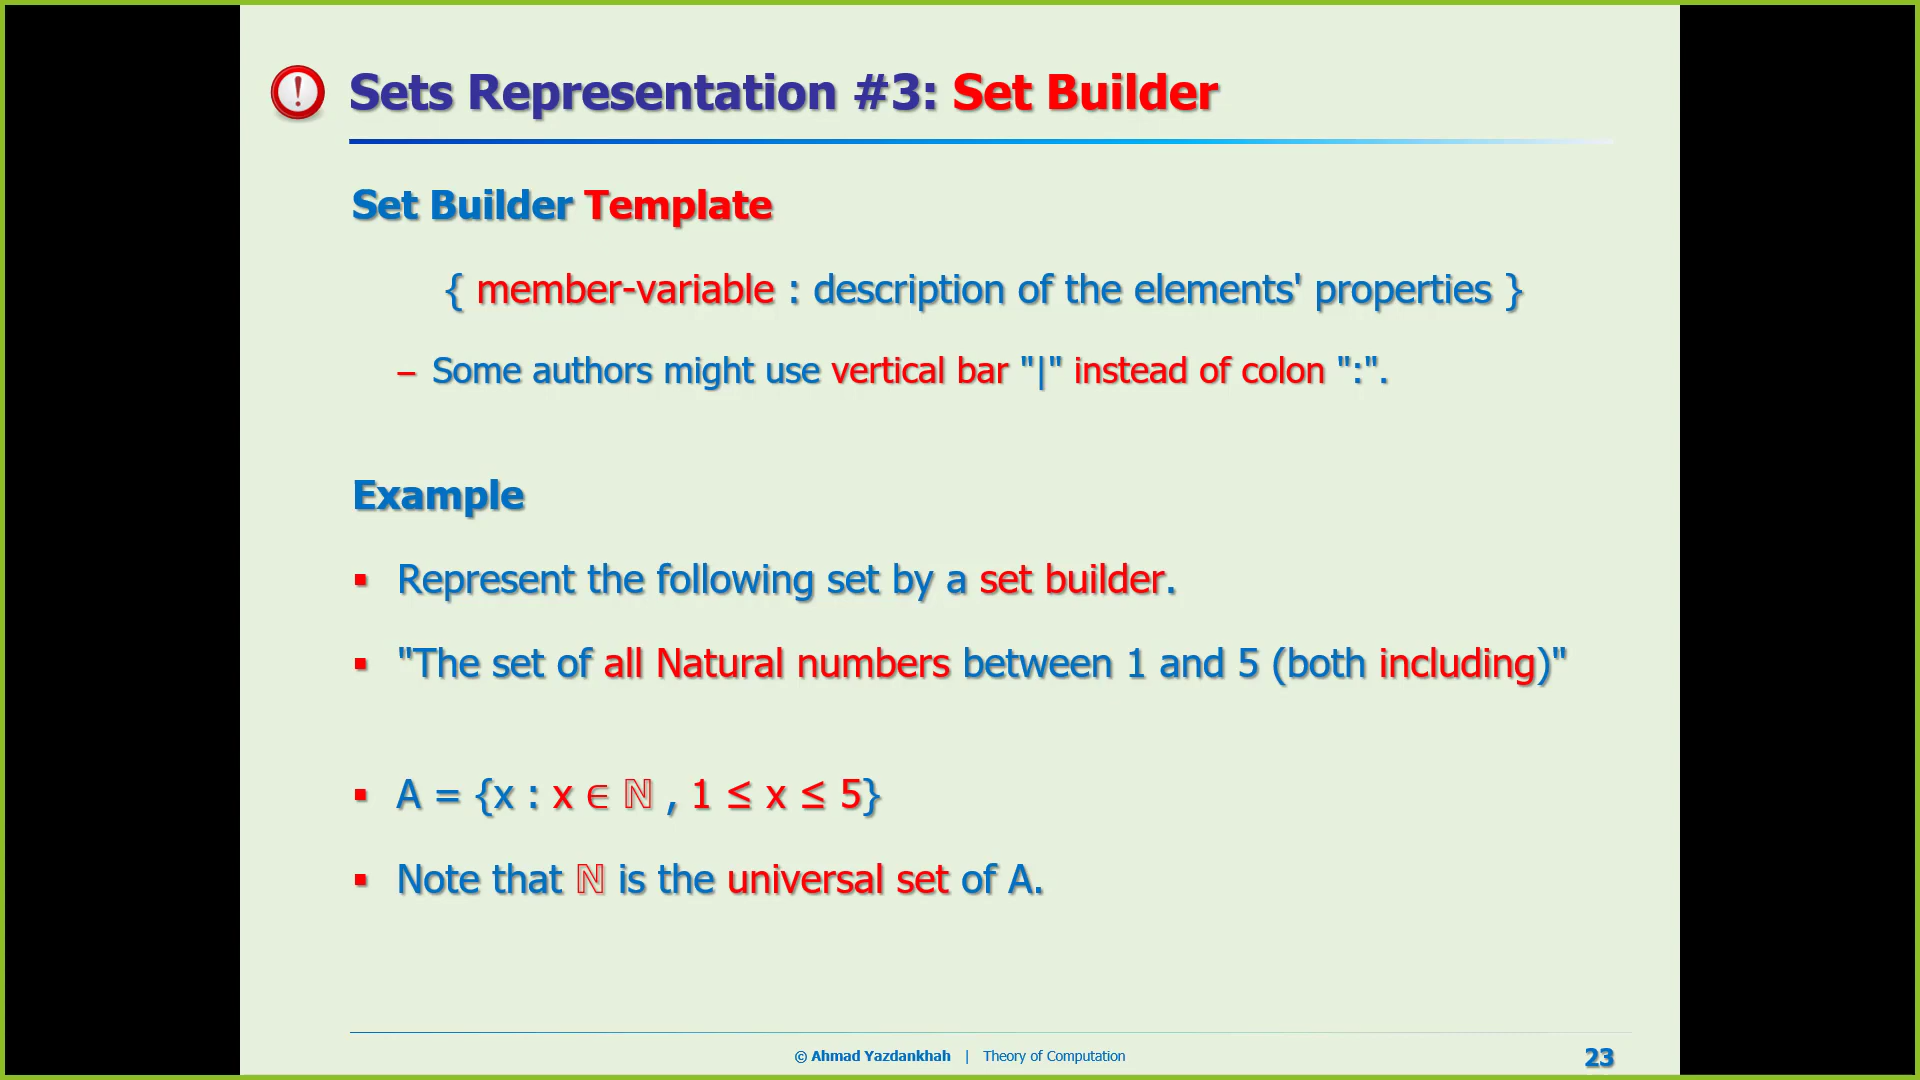 Sets Representation #3: Set Builder
Set Builder Template
{ member-variable : description of the elements' properties }
– Some authors might use vertical bar "|" instead of colon ":".
Example
▪ Represent the following set by a set builder.
▪ "The set of all Natural numbers between 1 and 5 (both including)"
▪ A = {x : x ∈ ℕ , 1 ≤ x ≤ 5}
▪ Note that ℕ is the universal set of A.
© Ahmad Yazdankhah | Theory of Computation 23